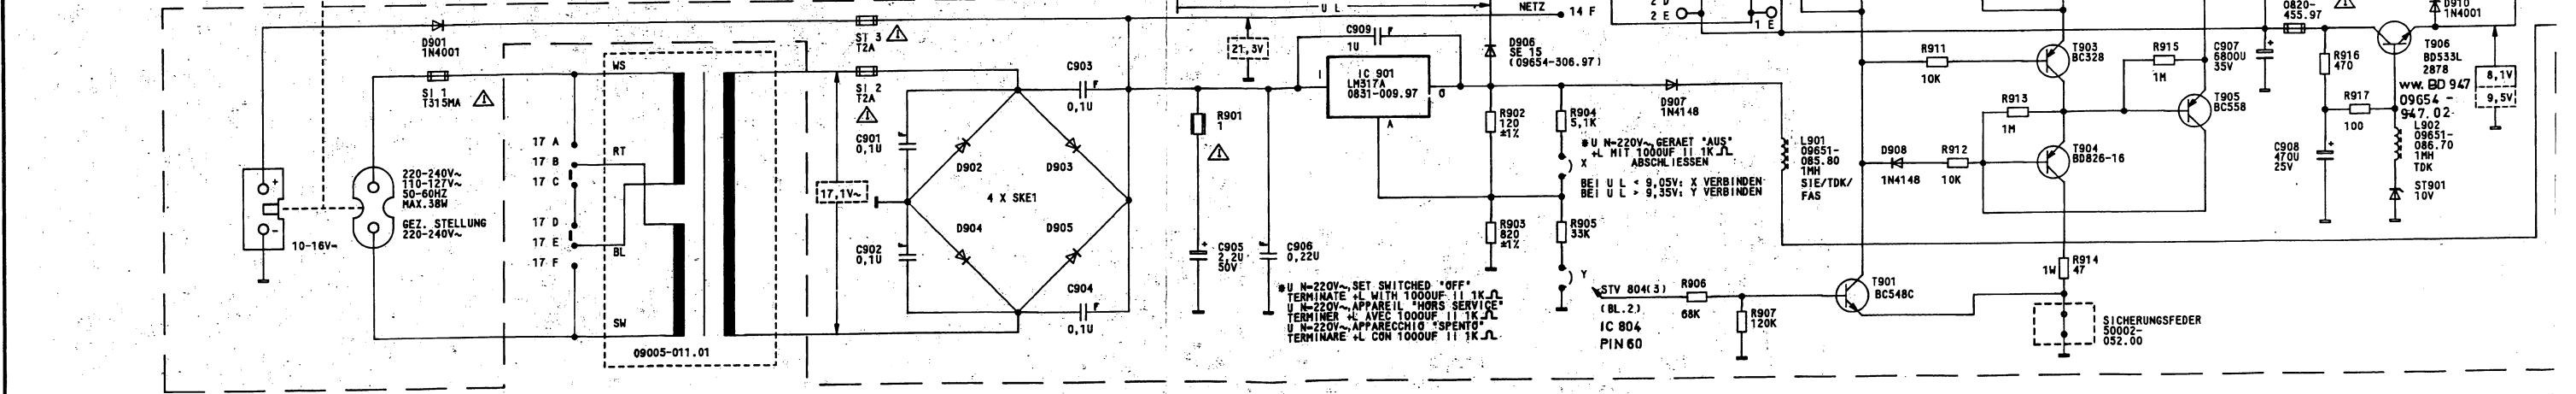 U L
NETZ
14 F
2 E
1 E
0820-
455.97
D910
1N4001
D901
1N4001
SI 3
T2A
21,3V
C909
1U
D906
SE 15
(09654-306.97)
R911
10K
T903
BC328
R915
1M
C907
6800U
35V
R916
470
T906
BD533L
2878
WW. BD 947
09654 -
947.02
8,1V
9,5V
SI 1
T315MA
WS
SI 2
T2A
C903
0,1U
I
IC 901
LM317A
0831-009.97
O
A
D907
1N4148
R901
1
R902
120
±1%
R904
5,1K
R913
1M
T905
BC558
R917
100
C901
0,1U
D902
D903
*U N=220V~, GERAET "AUS"
+L MIT 1000UF II 1K
ABSCHLIESSEN
X
BEI U L < 9,05V: X VERBINDEN
BEI U L > 9,35V: Y VERBINDEN
L901
09651-
085.80
1MH
SIE/TDK/
FAS
D908
1N4148
R912
10K
T904
BD826-16
C908
470U
25V
L902
09651-
086.70
1MH
TDK
ST901
10V
17 A
17 B
17 C
17 D
17 E
17 F
RT
BL
SW
+
-
10-16V=
220-240V~
110-127V~
50-60HZ
MAX.38W
GEZ. STELLUNG
220-240V~
17,1V~
4 X SKE1
D904
D905
C902
0,1U
C904
0,1U
C905
2,2U
50V
C906
0,22U
R903
820
±1%
R905
33K
Y
*U N=220V~, SET SWITCHED "OFF"
TERMINATE +L WITH 1000UF II 1K
U N=220V~, APPAREIL "HORS SERVICE"
TERMINER +L AVEC 1000UF II 1K
U N=220V~, APPARECCHIO "SPENTO"
TERMINARE +L CON 1000UF II 1K
STV 804(3)
(BL.2)
IC 804
PIN 60
R906
68K
R907
120K
T901
BC548C
R914
47
1W
SICHERUNGSFEDER
50002-
052.00
09005-011.01